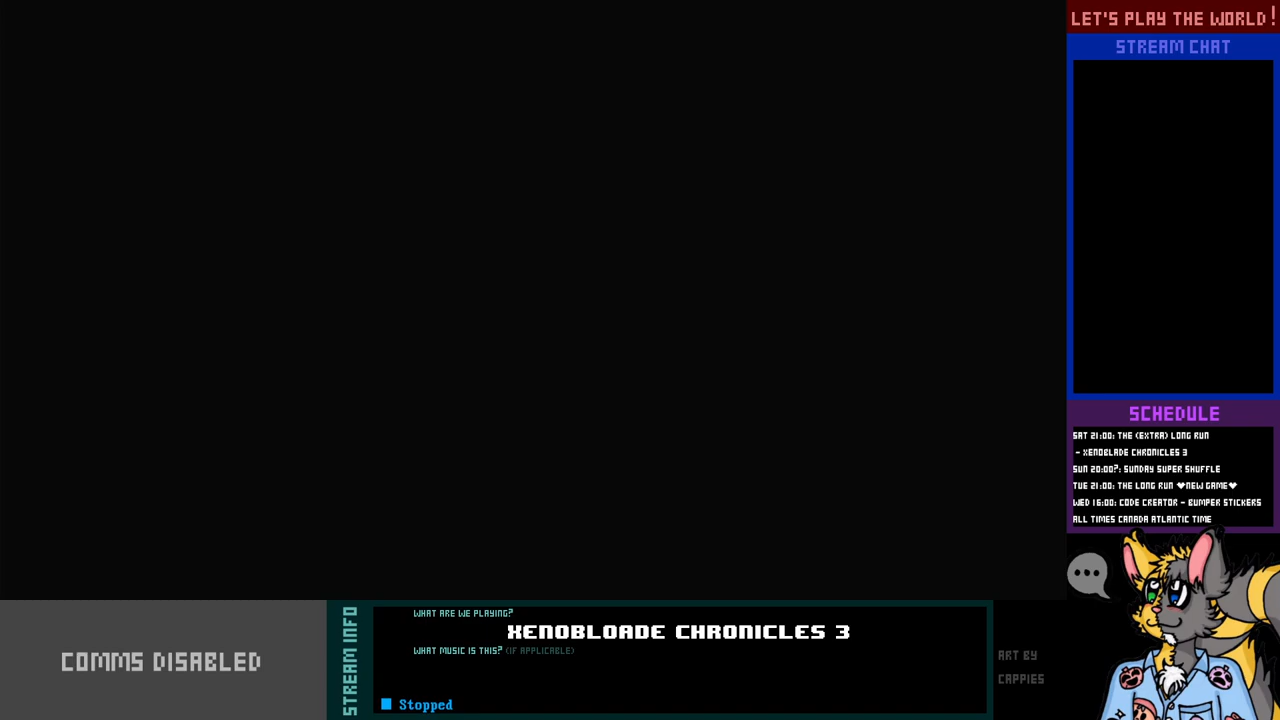 LET'S PLAY THE WORLD!
STREAM CHAT
SCHEDULE
SAT 21:00: THE (EXTRA) LONG RUN
- XENOBLADE CHRONICLES 3
SUN 20:00?: SUNDAY SUPER SHUFFLE
TUE 21:00: THE LONG RUN ♥NEW GAME♥
WED 16:00: CODE CREATOR - BUMPER STICKERS
ALL TIMES CANADA ATLANTIC TIME
...
COMMS DISABLED
STREAM INFO
WHAT ARE WE PLAYING?
XENOBLOADE CHRONICLES 3
WHAT MUSIC IS THIS? (IF APPLICABLE)
Stopped
ART BY
CAPPIES